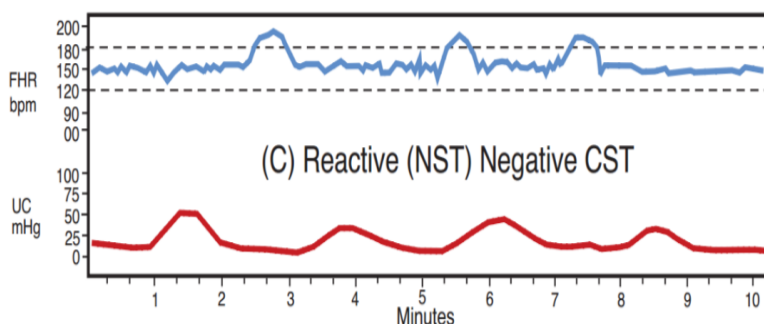 200
180
FHR 150
bpm 120
90
00
(C) Reactive (NST) Negative CST
100
UC 75
mHg 50
25
0
1 2 3 4 5 6 7 8 9 10
Minutes